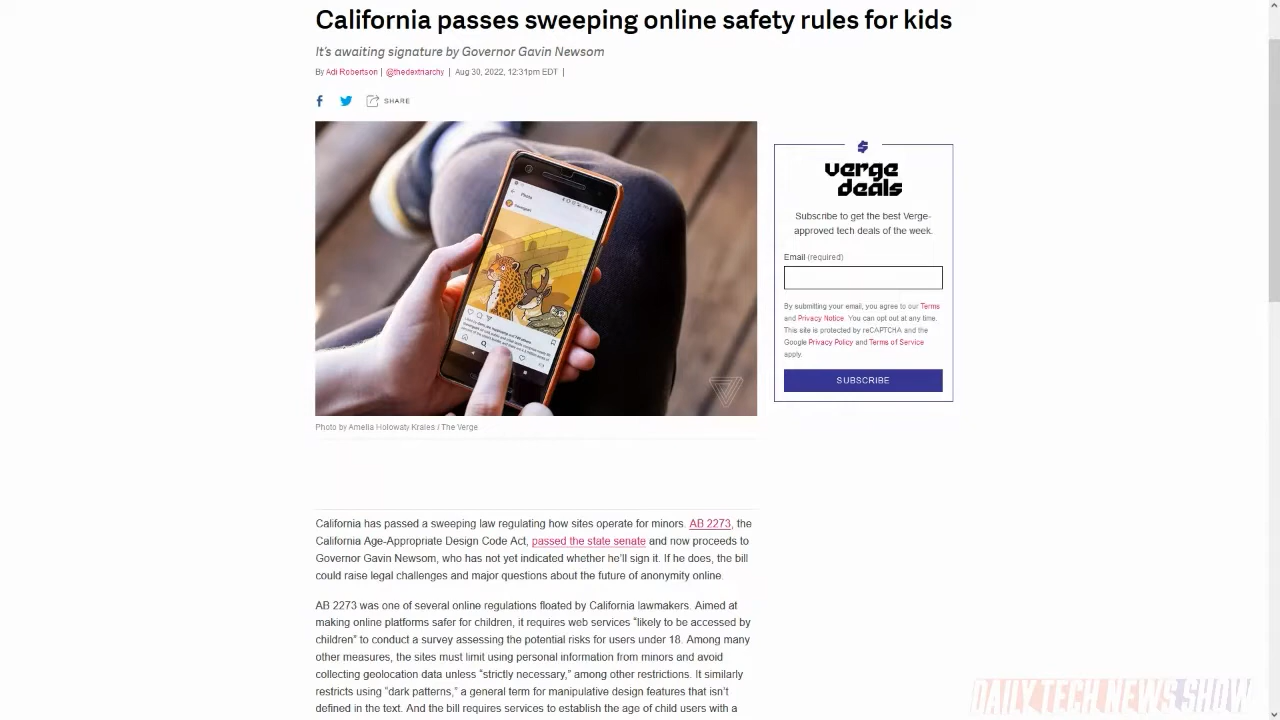 California passes sweeping online safety rules for kids
It's awaiting signature by Governor Gavin Newsom
By Adi Robertson | @thedextriarchy | Aug 30, 2022, 12:31pm EDT |
f SHARE
Photo by Amelia Holowaty Krales / The Verge
verge
deals
Subscribe to get the best Verge-
approved tech deals of the week.
Email (required)
By submitting your email, you agree to our Terms
and Privacy Notice. You can opt out at any time.
This site is protected by reCAPTCHA and the
Google Privacy Policy and Terms of Service
apply.
SUBSCRIBE
California has passed a sweeping law regulating how sites operate for minors. AB 2273, the
California Age-Appropriate Design Code Act, passed the state senate and now proceeds to
Governor Gavin Newsom, who has not yet indicated whether he'll sign it. If he does, the bill
could raise legal challenges and major questions about the future of anonymity online.
AB 2273 was one of several online regulations floated by California lawmakers. Aimed at
making online platforms safer for children, it requires web services “likely to be accessed by
children” to conduct a survey assessing the potential risks for users under 18. Among many
other measures, the sites must limit using personal information from minors and avoid
collecting geolocation data unless “strictly necessary,” among other restrictions. It similarly
restricts using “dark patterns,” a general term for manipulative design features that isn't
defined in the text. And the bill requires services to establish the age of child users with a
DAILY TECH NEWS SHOW